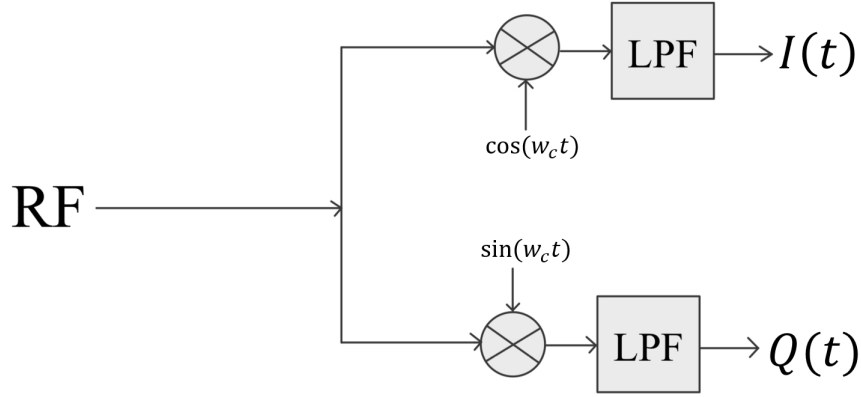 LPF
I(t)
cos(w_c t)
RF
sin(w_c t)
LPF
Q(t)